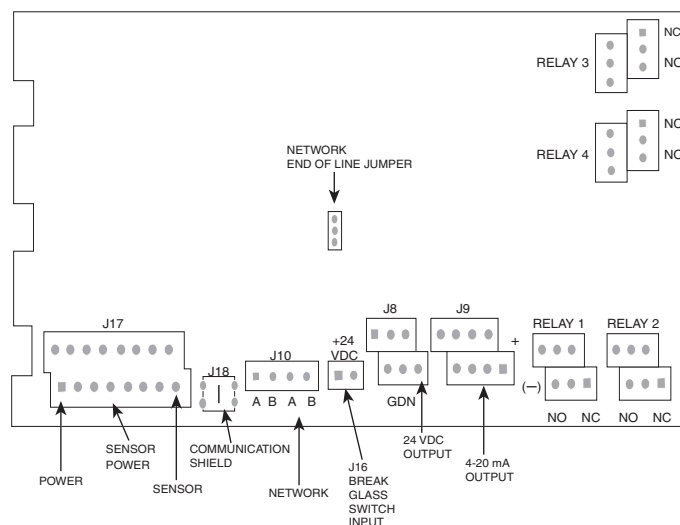 NC
RELAY 3
NO
NC
RELAY 4
NO
NETWORK
END OF LINE JUMPER
J17
J18
J10
+24
VDC
J8
J9
+
RELAY 1
RELAY 2
A B A B
GDN
(–)
NO NC
NO NC
POWER
SENSOR
POWER
SENSOR
COMMUNICATION
SHIELD
NETWORK
J16
BREAK
GLASS
SWITCH
INPUT
24 VDC
OUTPUT
4-20 mA
OUTPUT